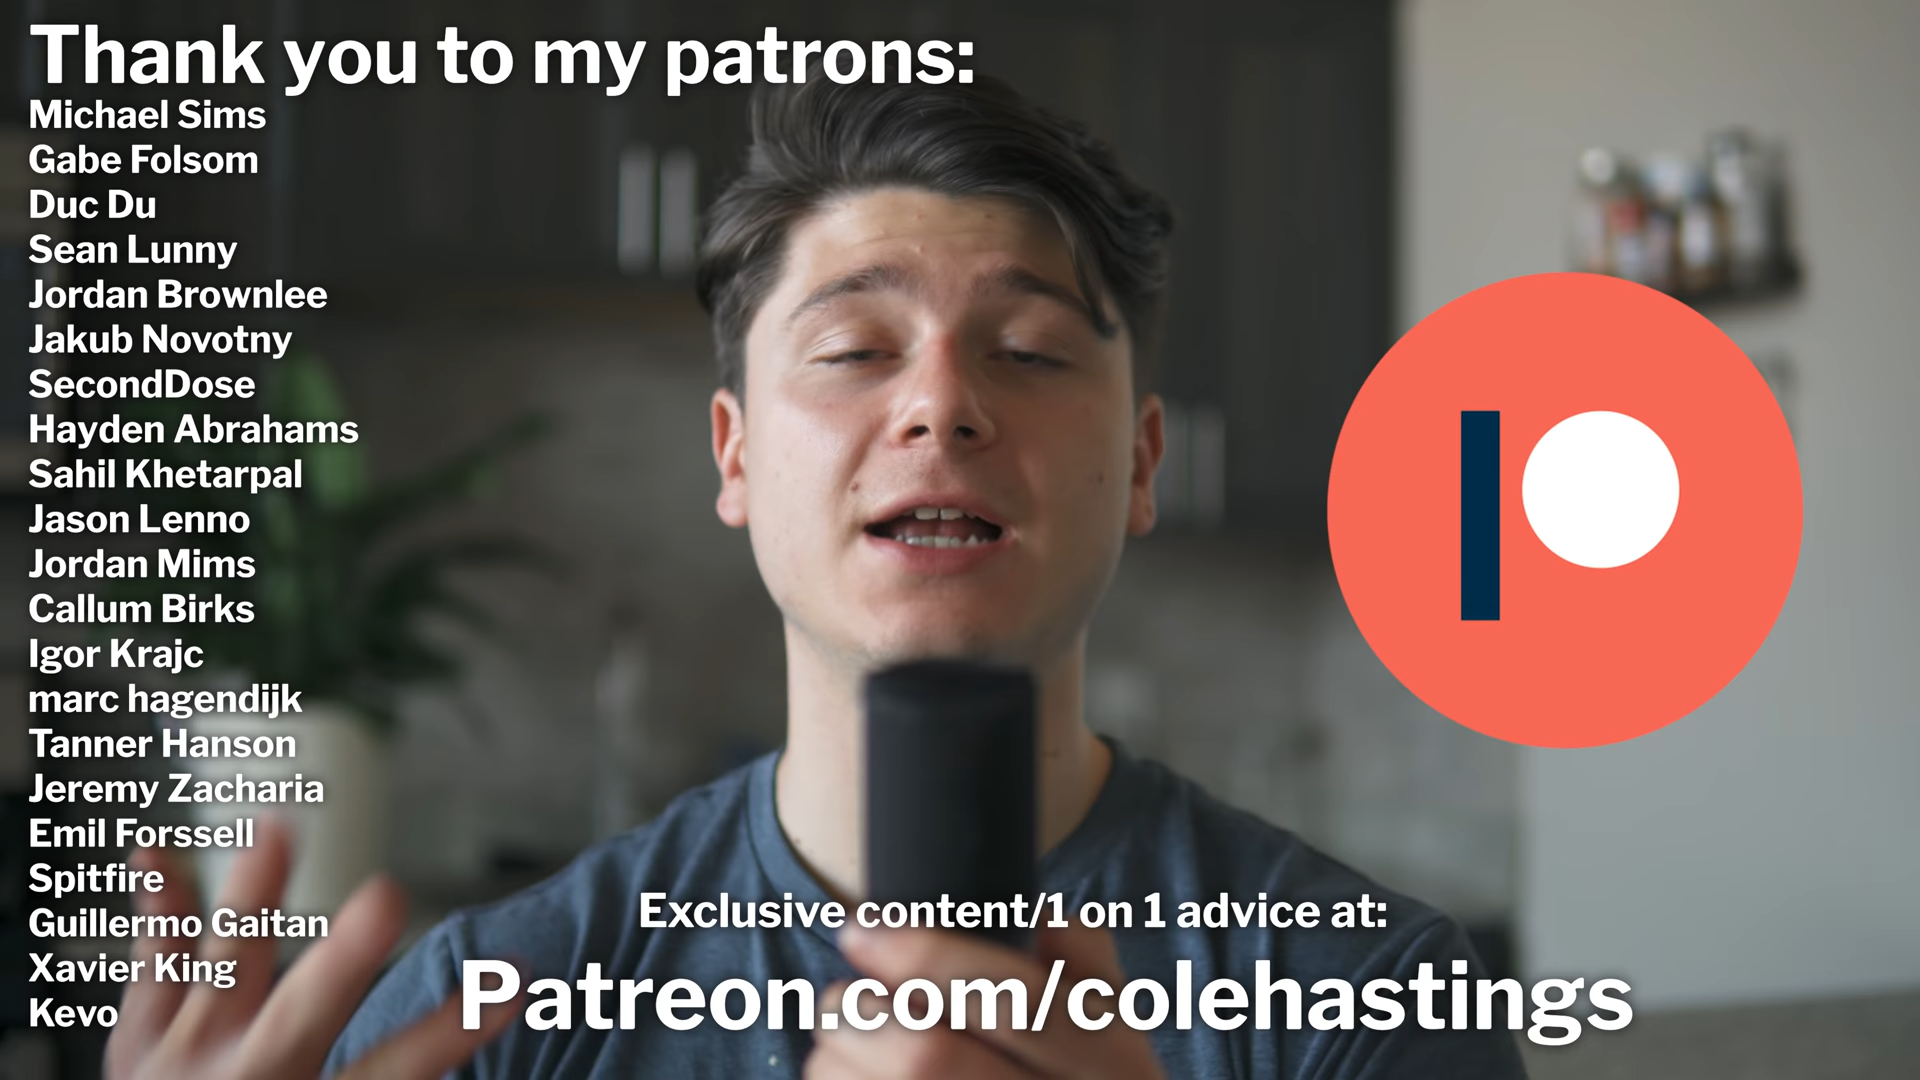 Thank you to my patrons:
Michael Sims
Gabe Folsom
Duc Du
Sean Lunny
Jordan Brownlee
Jakub Novotny
SecondDose
Hayden Abrahams
Sahil Khetarpal
Jason Lenno
Jordan Mims
Callum Birks
Igor Krajc
marc hagendijk
Tanner Hanson
Jeremy Zacharia
Emil Forssell
Spitfire
Guillermo Gaitan
Xavier King
Kevo
Exclusive content/1 on 1 advice at:
Patreon.com/colehastings